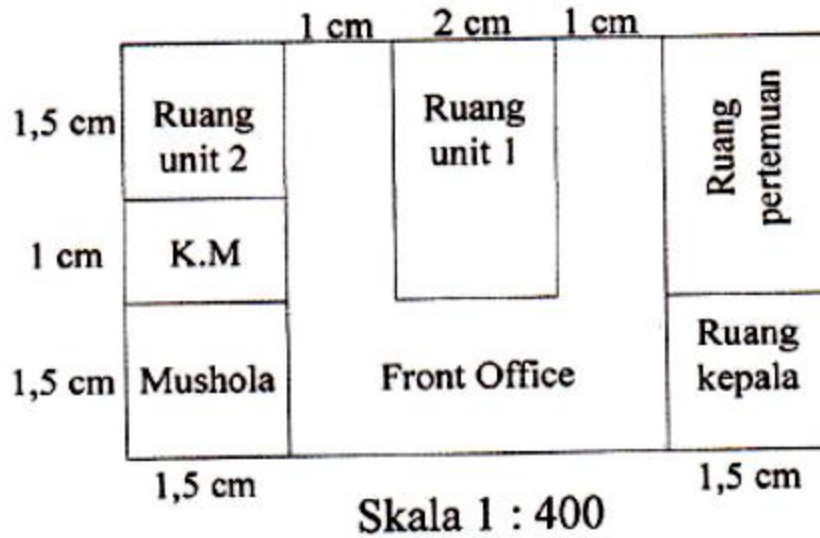 1 cm 2 cm 1 cm
1,5 cm
Ruang
unit 2
Ruang
unit 1
Ruang
pertemuan
1 cm
K.M
1,5 cm
Mushola
Front Office
Ruang
kepala
1,5 cm
1,5 cm
Skala 1 : 400